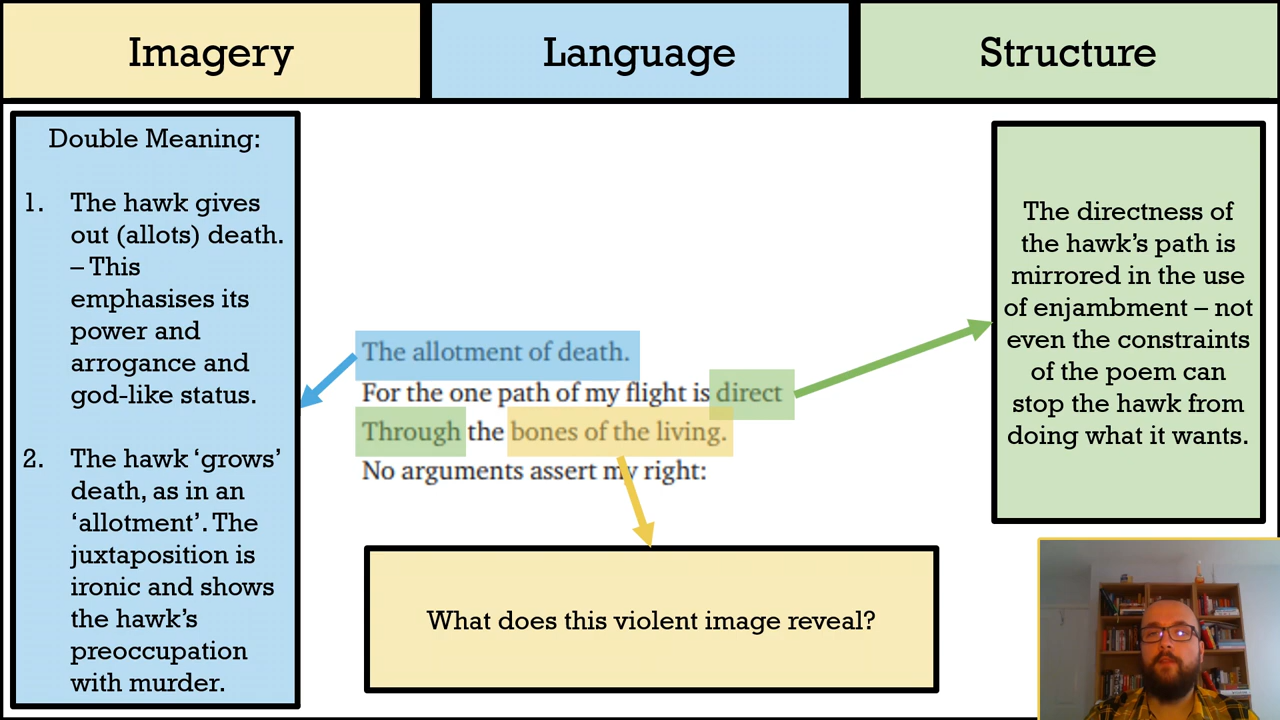 Imagery
Language
Structure
Double Meaning:
1. The hawk gives
out (allots) death.
– This
emphasises its
power and
arrogance and
god-like status.
2. The hawk ‘grows’
death, as in an
‘allotment’. The
juxtaposition is
ironic and shows
the hawk’s
preoccupation
with murder.
The allotment of death.
For the one path of my flight is direct
Through the bones of the living.
No arguments assert my right:
What does this violent image reveal?
The directness of
the hawk’s path is
mirrored in the use
of enjambment – not
even the constraints
of the poem can
stop the hawk from
doing what it wants.